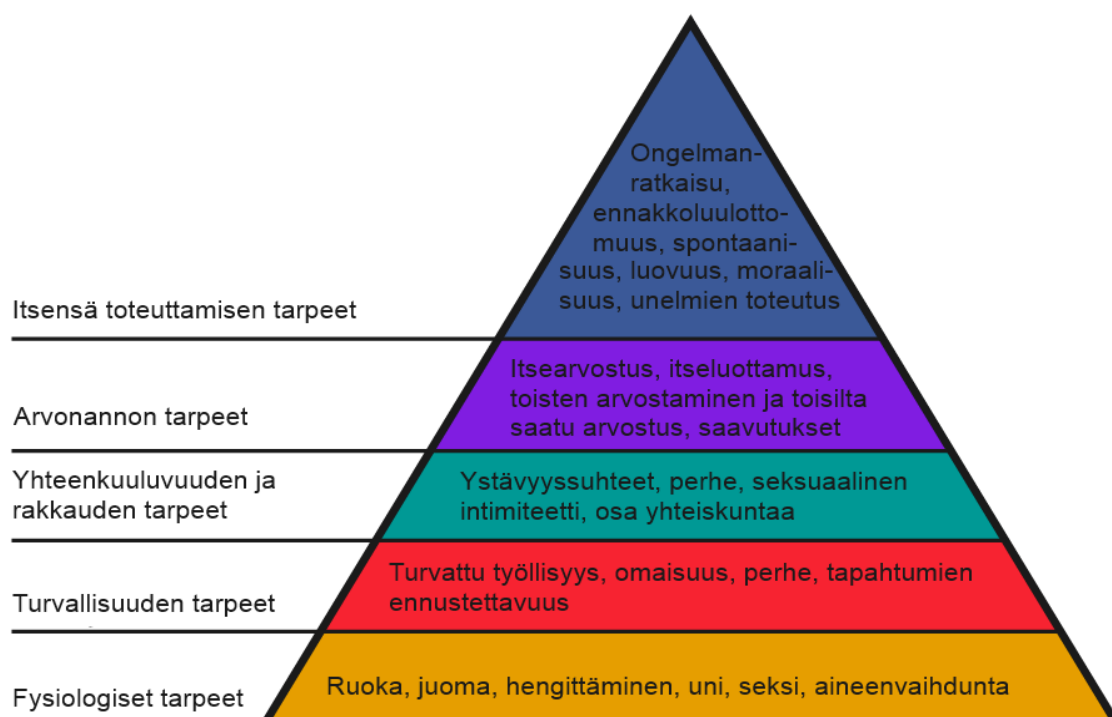 Ongelman-
ratkaisu,
ennakkoluulotto-
muus, spontaani-
suus, luovuus, moraali-
suus, unelmien toteutus
Itsensä toteuttamisen tarpeet
Itsearvostus, itseluottamus,
toisten arvostaminen ja toisilta
saatu arvostus, saavutukset
Arvonannon tarpeet
Yhteenkuuluvuuden ja
rakkauden tarpeet
Ystävyyssuhteet, perhe, seksuaalinen
intimiteetti, osa yhteiskuntaa
Turvallisuuden tarpeet
Turvattu työllisyys, omaisuus, perhe, tapahtumien
ennustettavuus
Fysiologiset tarpeet
Ruoka, juoma, hengittäminen, uni, seksi, aineenvaihdunta